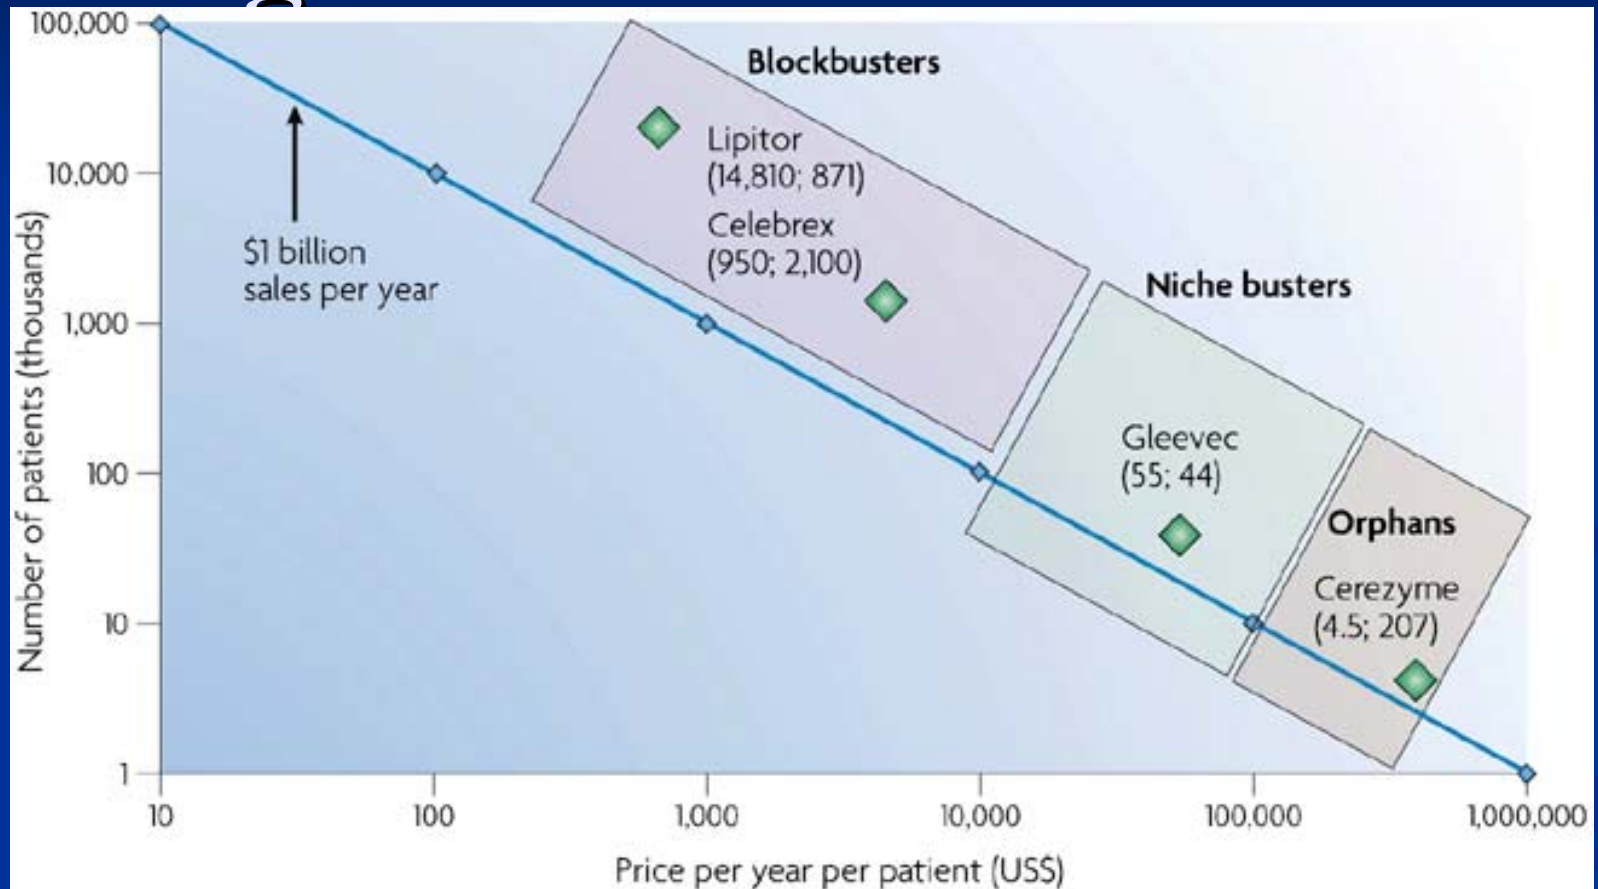 100,000
10,000
1,000
100
10
1
Number of patients (thousands)
$1 billion
sales per year
Blockbusters
Lipitor
(14,810; 871)
Celebrex
(950; 2,100)
Niche busters
Gleevec
(55; 44)
Orphans
Cerezyme
(4.5; 207)
10
100
1,000
10,000
100,000
1,000,000
Price per year per patient (US$)